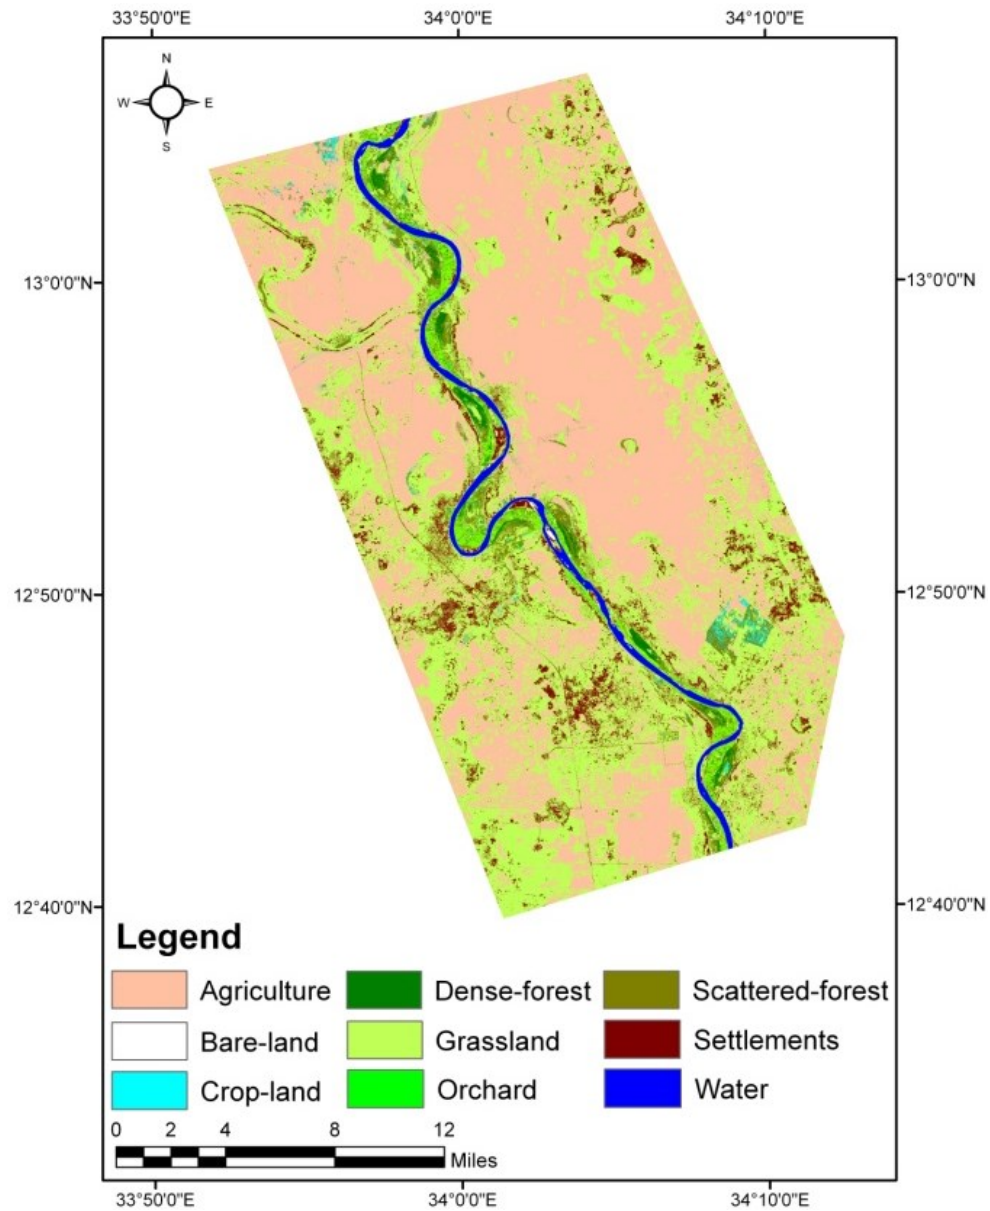 33°50'0"E 34°0'0"E 34°10'0"E
N
W E
S
13°0'0"N 13°0'0"N
12°50'0"N 12°50'0"N
12°40'0"N 12°40'0"N
Legend
Agriculture Dense-forest Scattered-forest
Bare-land Grassland Settlements
Crop-land Orchard Water
0 2 4 8 12
Miles
33°50'0"E 34°0'0"E 34°10'0"E